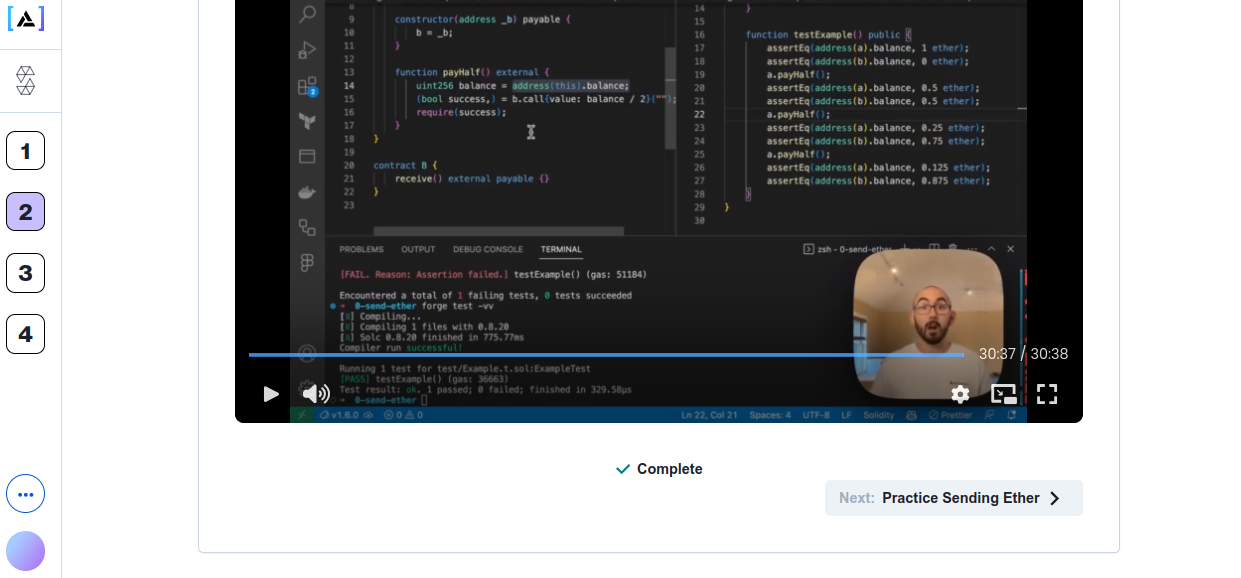 8
9 constructor(address _b) payable {
10 b = _b;
11 }
12
13 function payHalf() external {
14 uint256 balance = address(this).balance;
15 (bool success,) = b.call{value: balance / 2}("");
16 require(success);
17 }
18 }
19
20 contract B {
21 receive() external payable {}
22 }
23
14 }
15
16 function testExample() public {
17 assertEq(address(a).balance, 1 ether);
18 assertEq(address(b).balance, 0 ether);
19 a.payHalf();
20 assertEq(address(a).balance, 0.5 ether);
21 assertEq(address(b).balance, 0.5 ether);
22 a.payHalf();
23 assertEq(address(a).balance, 0.25 ether);
24 assertEq(address(b).balance, 0.75 ether);
25 a.payHalf();
26 assertEq(address(a).balance, 0.125 ether);
27 assertEq(address(b).balance, 0.875 ether);
28 }
29 }
30
2
PROBLEMS OUTPUT DEBUG CONSOLE TERMINAL
zsh - 0-send-ether
[FAIL. Reason: Assertion failed.] testExample() (gas: 51184)
Encountered a total of 1 failing tests, 0 tests succeeded
0-send-ether forge test -vv
[⠃] Compiling...
Compiling 1 files with 0.8.20
Solc 0.8.20 finished in 775.77ms
Compiler run successful!
Running 1 test for test/Example.t.sol:ExampleTest
[PASS] testExample() (gas: 36663)
Test result: ok. 1 passed; 0 failed; finished in 329.58µs
0-send-ether
30:37 / 30:38
v1.6.0 0 0 Ln 22, Col 21 Spaces: 4 UTF-8 LF Solidity Prettier
1
2
3
4
Complete
Next: Practice Sending Ether